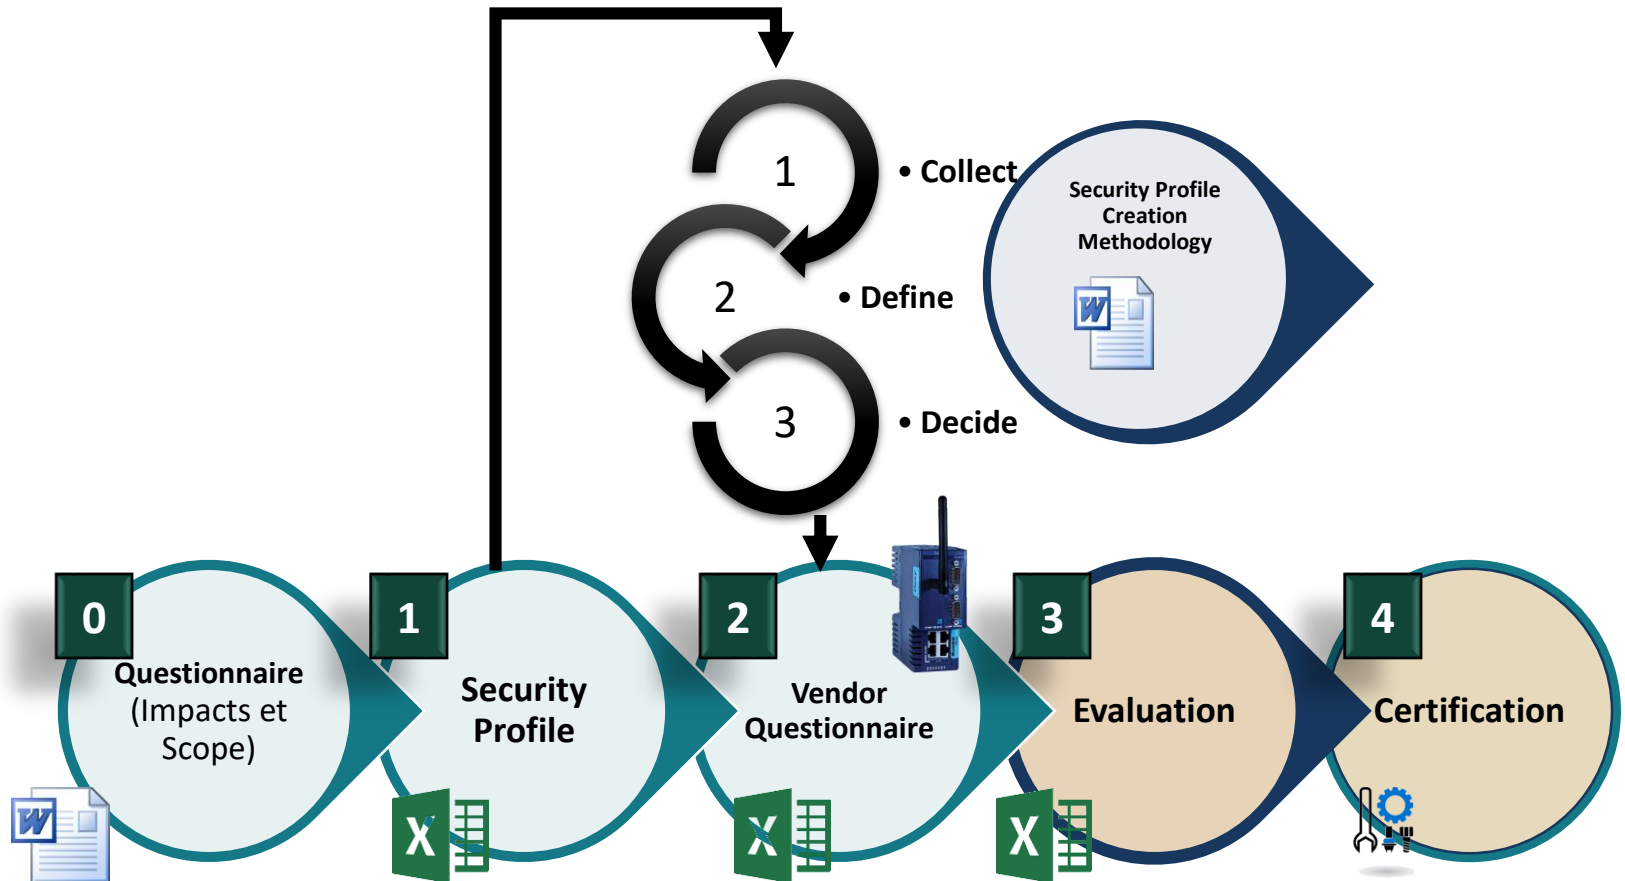 1
• Collect
Security Profile
Creation
Methodology
2
• Define
3
• Decide
0
Questionnaire
(Impacts et
Scope)
1
Security
Profile
2
Vendor
Questionnaire
3
Evaluation
4
Certification
W
W
X
X
X